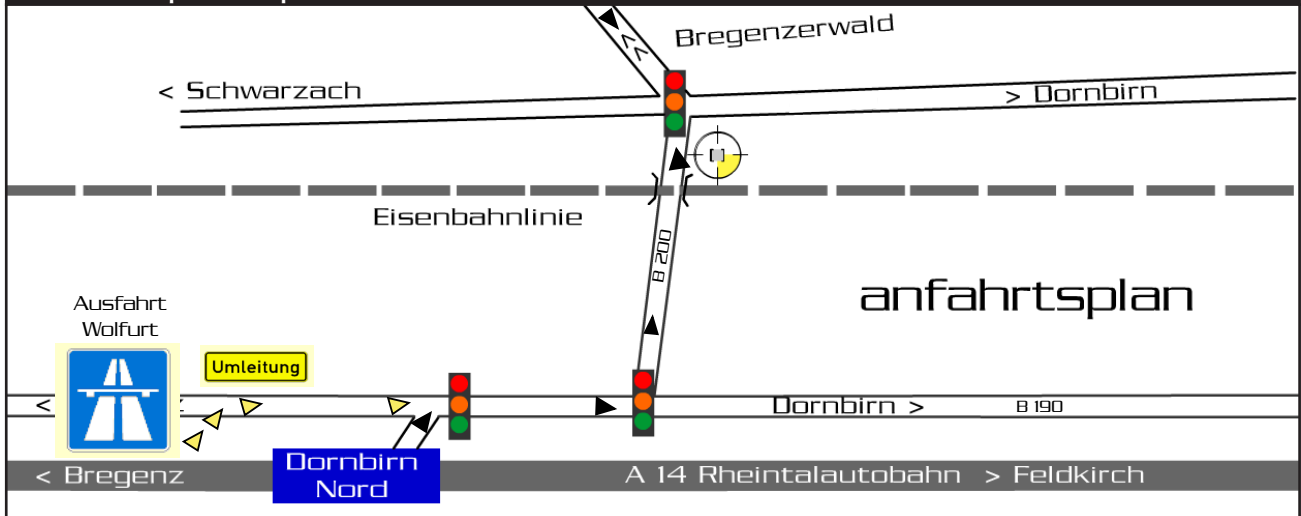 Bregenzerwald
< Schwarzach
> Dornbirn
Eisenbahnlinie
B 200
anfahrtsplan
Ausfahrt
Wolfurt
Umleitung
<
Dornbirn >
B 190
Dornbirn
Nord
< Bregenz
A 14 Rheintalautobahn > Feldkirch